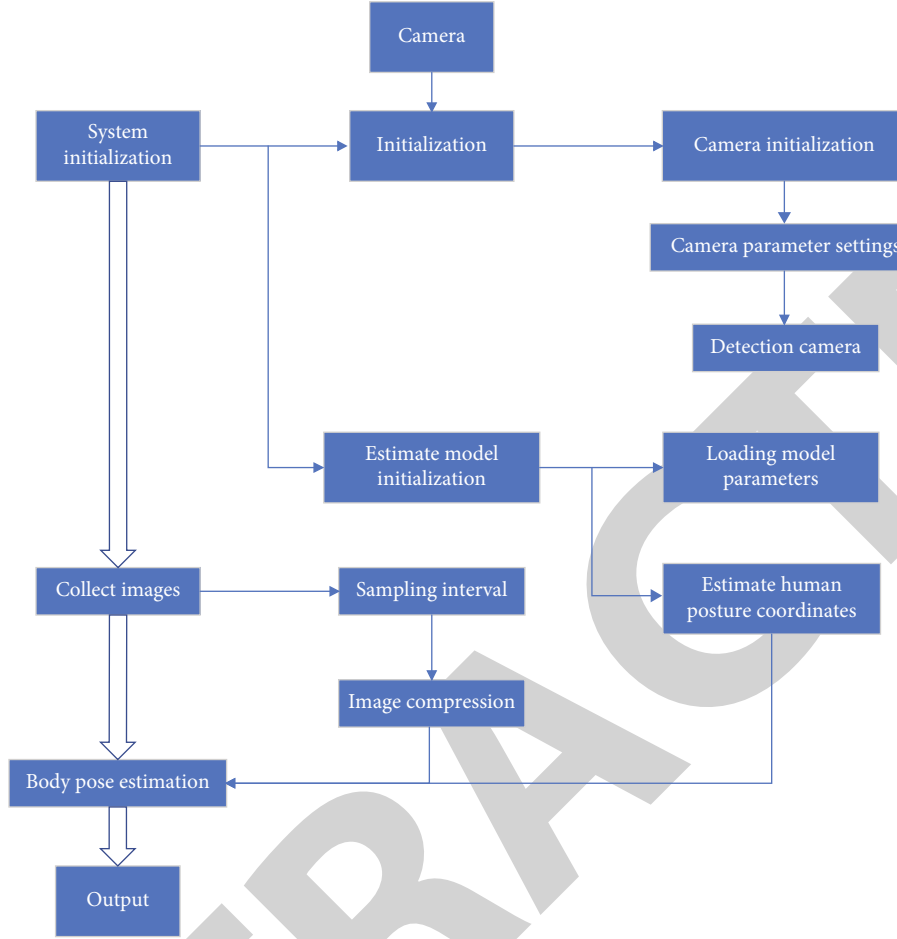 Camera
System
initialization
Initialization
Camera initialization
Camera parameter settings
Detection camera
Estimate model
initialization
Loading model
parameters
Collect images
Sampling interval
Estimate human
posture coordinates
Image compression
Body pose estimation
Output
TRACT